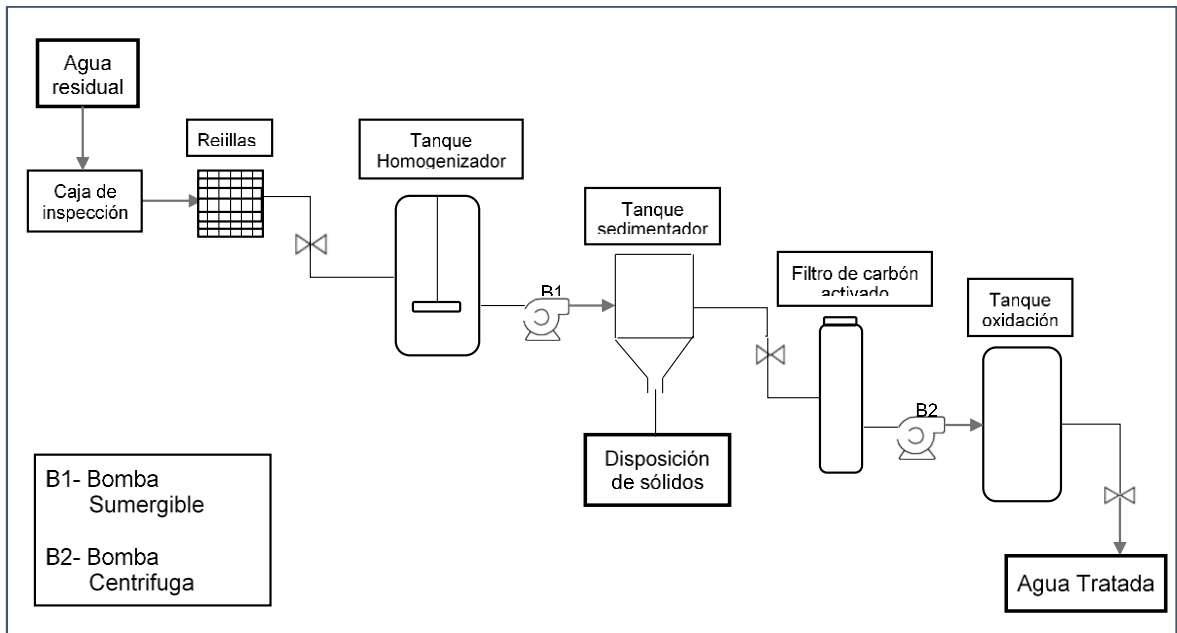 Agua
residual
Caja de
inspección
Rejillas
Tanque
Homogenizador
B1
Tanque
sedimentador
Disposición
de sólidos
Filtro de carbón
activado
B2
Tanque
oxidación
Agua Tratada
B1- Bomba
Sumergible
B2- Bomba
Centrifuga